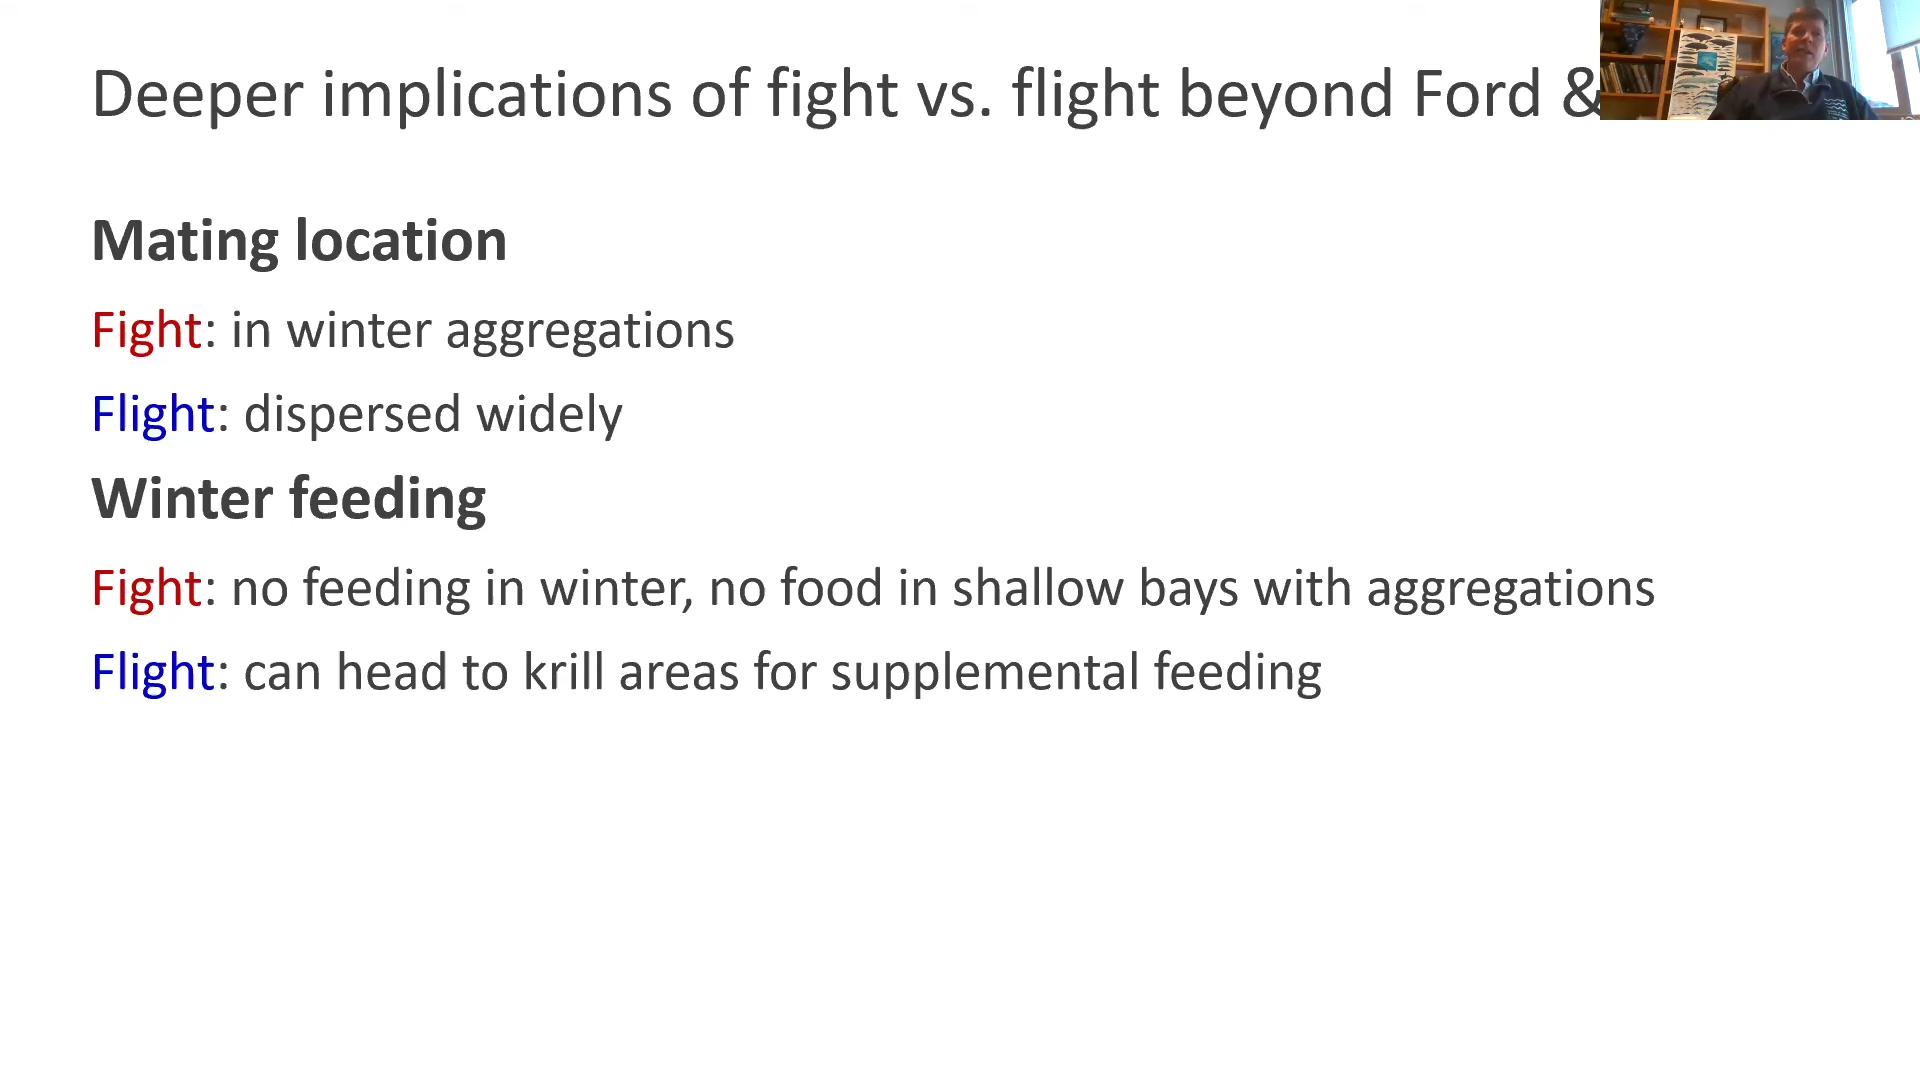 Deeper implications of fight vs. flight beyond Ford &
Mating location
Fight: in winter aggregations
Flight: dispersed widely
Winter feeding
Fight: no feeding in winter, no food in shallow bays with aggregations
Flight: can head to krill areas for supplemental feeding